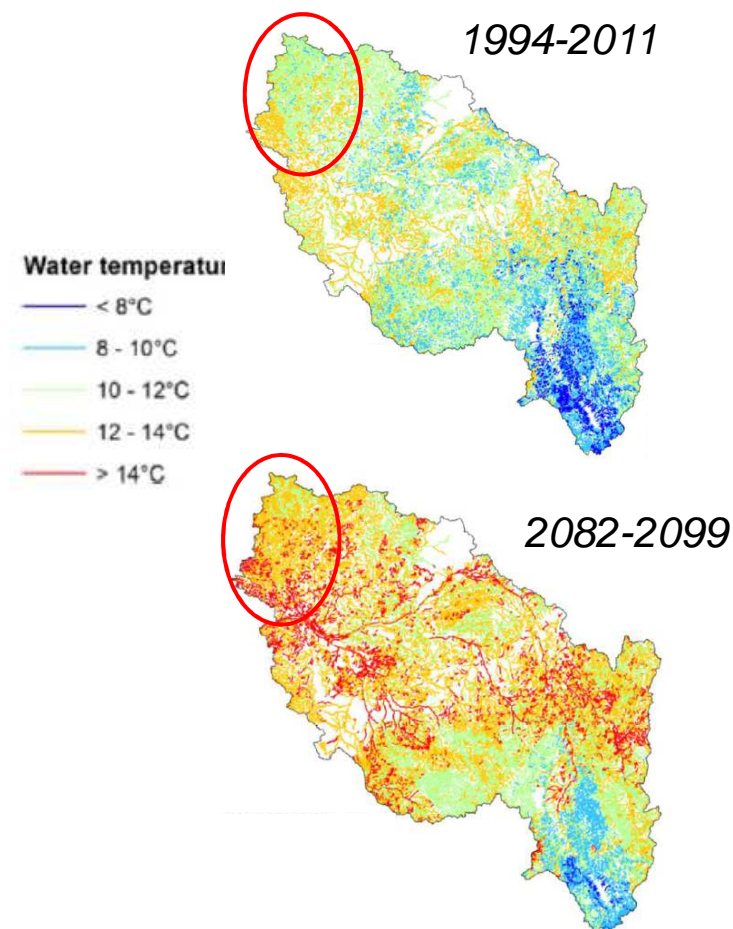 1994-2011
Water temperatur
< 8°C
8 - 10°C
10 - 12°C
12 - 14°C
> 14°C
2082-2099